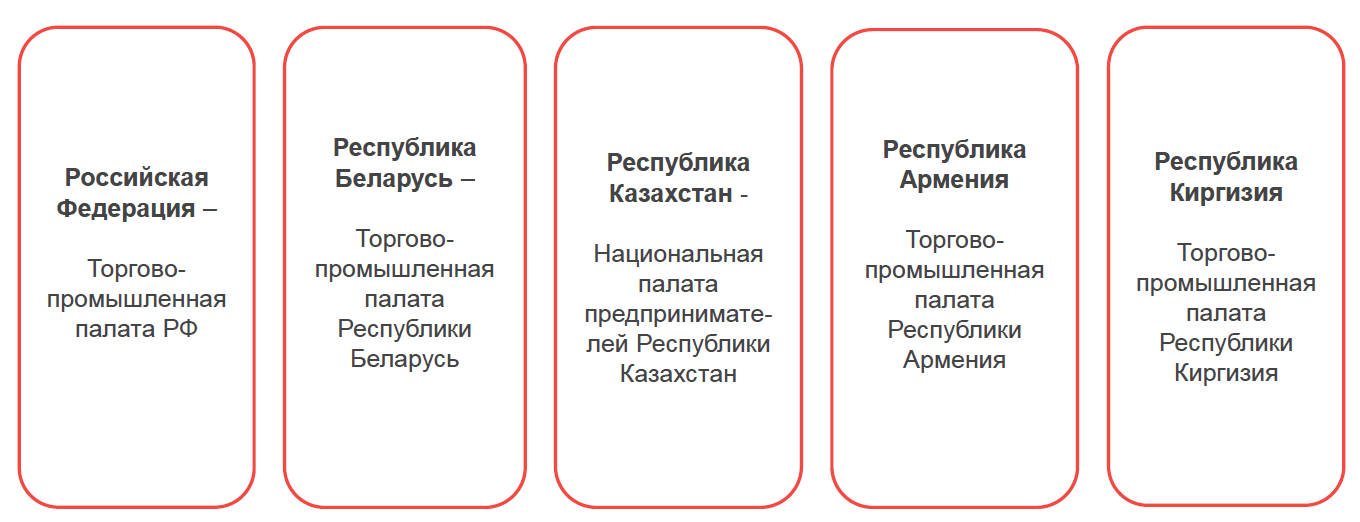 Российская
Федерация –
Торгово-
промышленная
палата РФ
Республика
Беларусь –
Торгово-
промышленная
палата
Республики
Беларусь
Республика
Казахстан -
Национальная
палата
предпринимате-
лей Республики
Казахстан
Республика
Армения
Торгово-
промышленная
палата
Республики
Армения
Республика
Киргизия
Торгово-
промышленная
палата
Республики
Киргизия